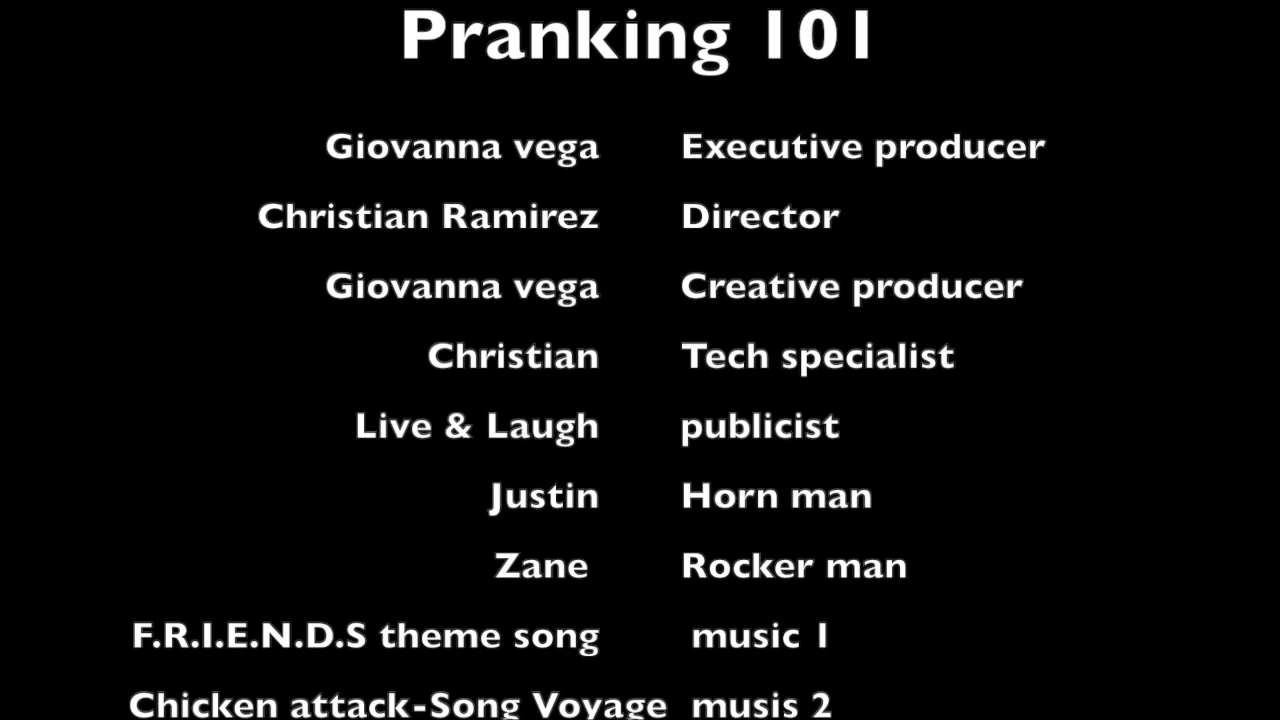 Pranking 101
Giovanna vega Executive producer
Christian Ramirez Director
Giovanna vega Creative producer
Christian Tech specialist
Live & Laugh publicist
Justin Horn man
Zane Rocker man
F.R.I.E.N.D.S theme song music 1
Chicken attack-Song Voyage musis 2